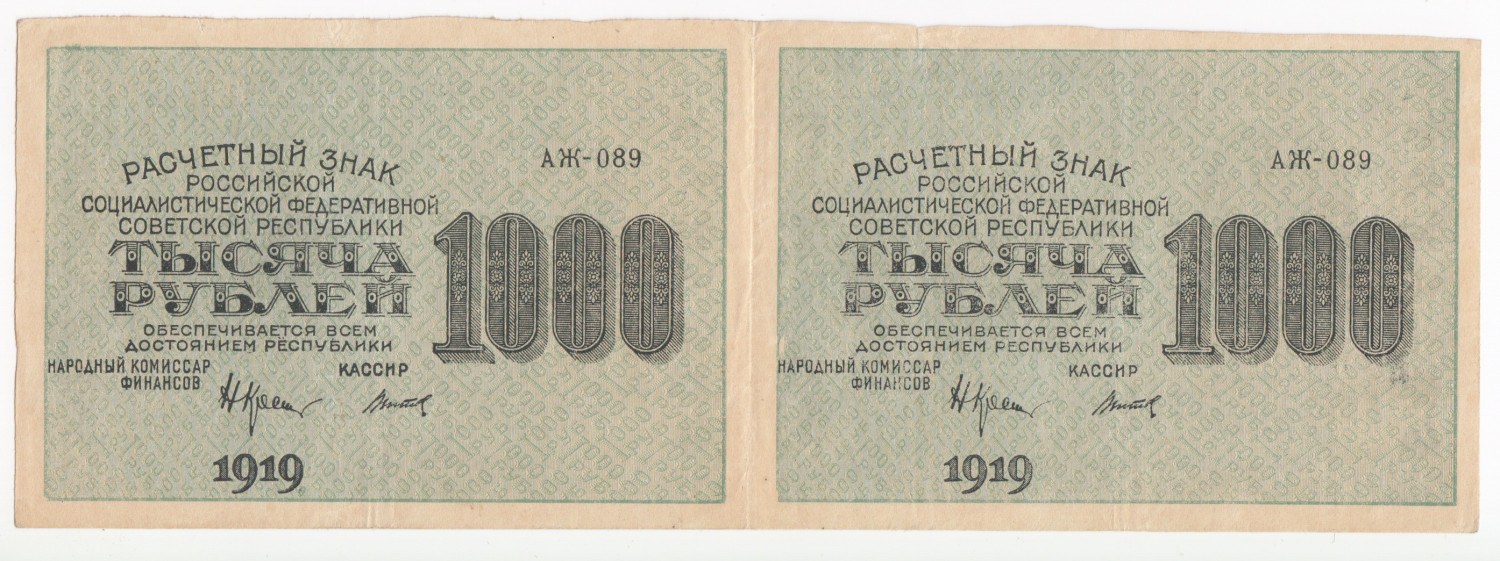 РАСЧЕТНЫЙ ЗНАК
РОССИЙСКОЙ
СОЦИАЛИСТИЧЕСКОЙ ФЕДЕРАТИВНОЙ
СОВЕТСКОЙ РЕСПУБЛИКИ
ТЫСЯЧА
РУБЛЕЙ
ОБЕСПЕЧИВАЕТСЯ ВСЕМ
ДОСТОЯНИЕМ РЕСПУБЛИКИ
НАРОДНЫЙ КОМИССАР
ФИНАНСОВ
КАССИР
1919
АЖ-089
1000
РАСЧЕТНЫЙ ЗНАК
РОССИЙСКОЙ
СОЦИАЛИСТИЧЕСКОЙ ФЕДЕРАТИВНОЙ
СОВЕТСКОЙ РЕСПУБЛИКИ
ТЫСЯЧА
РУБЛЕЙ
ОБЕСПЕЧИВАЕТСЯ ВСЕМ
ДОСТОЯНИЕМ РЕСПУБЛИКИ
НАРОДНЫЙ КОМИССАР
ФИНАНСОВ
КАССИР
1919
АЖ-089
1000